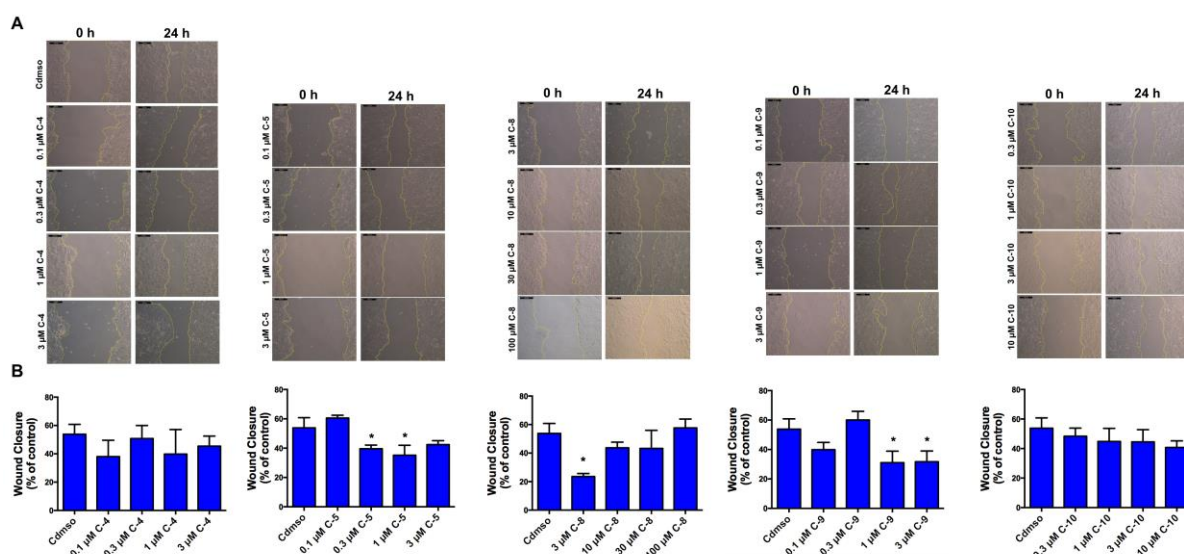 A
0 h 24 h
Cdmso
0.1 µM C-4
0.3 µM C-4
1 µM C-4
3 µM C-4
0 h 24 h
0.1 µM C-5
0.3 µM C-5
1 µM C-5
3 µM C-5
0 h 24 h
3 µM C-8
10 µM C-8
30 µM C-8
100 µM C-8
0 h 24 h
0.1 µM C-9
0.3 µM C-9
1 µM C-9
3 µM C-9
0 h 24 h
0.3 µM C-10
1 µM C-10
3 µM C-10
10 µM C-10
B
Wound Closure
(% of control)
80
60
40
20
0
Cdmso
0.1 µM C-4
0.3 µM C-4
1 µM C-4
3 µM C-4
Wound Closure
(% of control)
80
60
40
20
0
* *
Cdmso
0.1 µM C-5
0.3 µM C-5
1 µM C-5
3 µM C-5
Wound Closure
(% of control)
80
60
40
20
0
*
Cdmso
3 µM C-8
10 µM C-8
30 µM C-8
100 µM C-8
Wound Closure
(% of control)
80
60
40
20
0
* *
Cdmso
0.1 µM C-9
0.3 µM C-9
1 µM C-9
3 µM C-9
Wound Closure
(% of control)
80
60
40
20
0
Cdmso
0.3 µM C-10
1 µM C-10
3 µM C-10
10 µM C-10